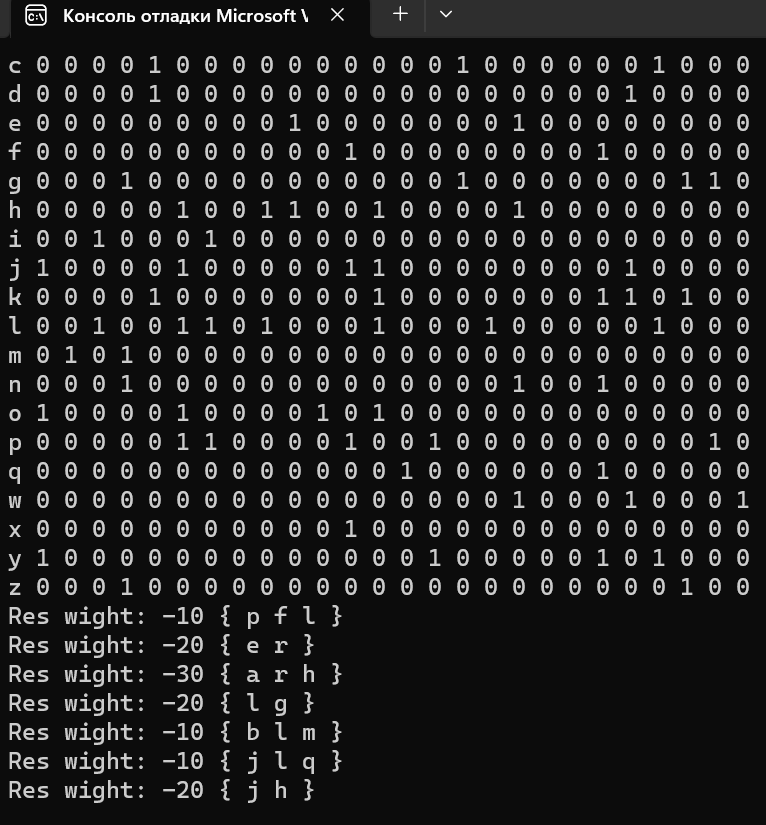 Консоль отладки Microsoft V
c 0 0 0 0 1 0 0 0 0 0 0 0 0 0 0 1 0 0 0 0 0 0 1 0 0 0
d 0 0 0 0 1 0 0 0 0 0 0 0 0 0 0 0 0 0 0 0 0 1 0 0 0 0
e 0 0 0 0 0 0 0 0 0 1 0 0 0 0 0 0 0 1 0 0 0 0 0 0 0 0
f 0 0 0 0 0 0 0 0 0 0 0 1 0 0 0 0 0 0 0 0 1 0 0 0 0 0
g 0 0 0 1 0 0 0 0 0 0 0 0 0 0 0 1 0 0 0 0 0 0 0 1 1 0
h 0 0 0 0 0 1 0 0 1 1 0 0 1 0 0 0 0 1 0 0 0 0 0 0 0 0
i 0 0 1 0 0 0 1 0 0 0 0 0 0 0 0 0 0 0 0 0 0 0 0 0 0 0
j 1 0 0 0 0 1 0 0 0 0 0 1 1 0 0 0 0 0 0 0 0 1 0 0 0 0
k 0 0 0 0 1 0 0 0 0 0 0 0 1 0 0 0 0 0 0 0 1 1 0 1 0 0
l 0 0 1 0 0 1 1 0 1 0 0 0 1 0 0 0 1 0 0 0 0 0 1 0 0 0
m 0 1 0 1 0 0 0 0 0 0 0 0 0 0 0 0 0 0 0 0 0 0 0 0 0 0
n 0 0 0 1 0 0 0 0 0 0 0 0 0 0 0 0 0 1 0 0 1 0 0 0 0 0
o 1 0 0 0 0 1 0 0 0 0 1 0 1 0 0 0 0 0 0 0 0 0 0 0 0 0
p 0 0 0 0 0 1 1 0 0 0 0 1 0 0 1 0 0 0 0 0 0 0 0 0 1 0
q 0 0 0 0 0 0 0 0 0 0 0 0 0 1 0 0 0 0 0 0 1 0 0 0 0 0
w 0 0 0 0 0 0 0 0 0 0 0 0 0 0 0 0 0 1 0 0 0 1 0 0 0 1
x 0 0 0 0 0 0 0 0 0 0 0 1 0 0 0 0 0 0 0 0 0 0 0 0 0 0
y 1 0 0 0 0 0 0 0 0 0 0 0 0 0 1 0 0 0 0 0 1 0 1 0 0 0
z 0 0 0 1 0 0 0 0 0 0 0 0 0 0 0 0 0 0 0 0 0 0 0 1 0 0
Res wight: -10 { p f l }
Res wight: -20 { e r }
Res wight: -30 { a r h }
Res wight: -20 { l g }
Res wight: -10 { b l m }
Res wight: -10 { j l q }
Res wight: -20 { j h }